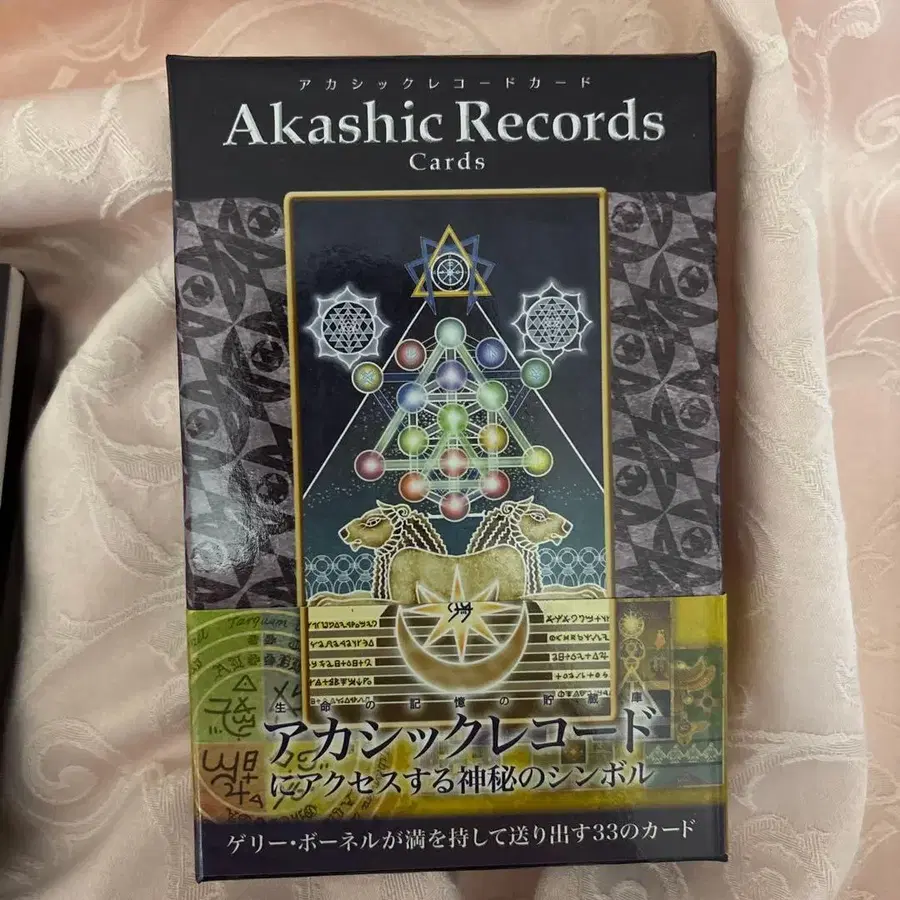 アカシックレコードカード
Akashic Records
Cards
生命の記憶の貯蔵庫
アカシックレコード
にアクセスする神秘のシンボル
ゲリー・ボーネルが満を持して送り出す33のカード